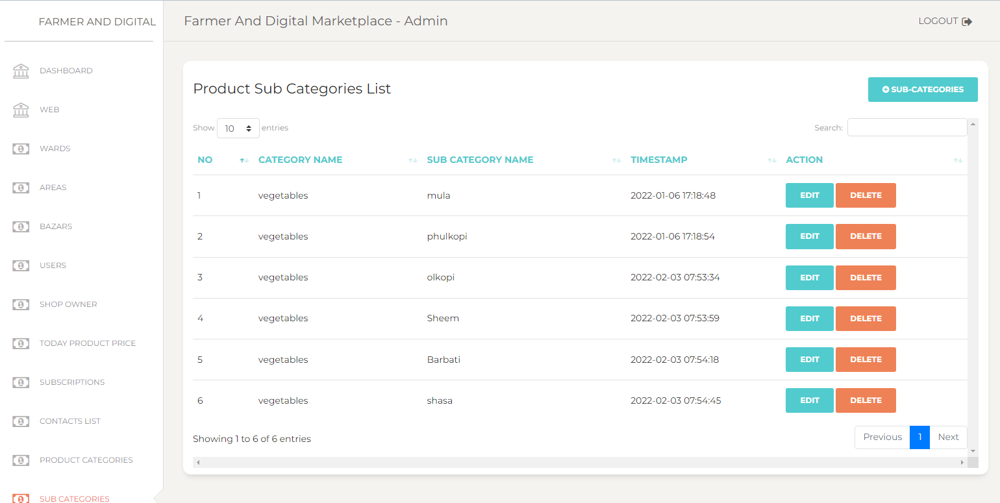 FARMER AND DIGITAL
Farmer And Digital Marketplace - Admin
LOGOUT
DASHBOARD
WEB
WARDS
AREAS
BAZARS
USERS
SHOP OWNER
TODAY PRODUCT PRICE
SUBSCRIPTIONS
CONTACTS LIST
PRODUCT CATEGORIES
SUB CATEGORIES
Product Sub Categories List
SUB-CATEGORIES
Show 10 entries
Search:
NO CATEGORY NAME SUB CATEGORY NAME TIMESTAMP ACTION
1 vegetables mula 2022-01-06 17:18:48 EDIT DELETE
2 vegetables phulkopi 2022-01-06 17:18:54 EDIT DELETE
3 vegetables olkopi 2022-02-03 07:53:34 EDIT DELETE
4 vegetables Sheem 2022-02-03 07:53:59 EDIT DELETE
5 vegetables Barbati 2022-02-03 07:54:18 EDIT DELETE
6 vegetables shasa 2022-02-03 07:54:45 EDIT DELETE
Showing 1 to 6 of 6 entries
Previous 1 Next